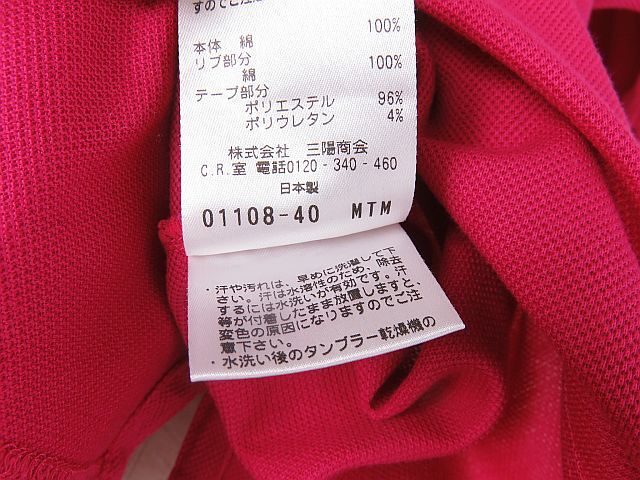 すのでご注意
100%
本体 綿
リブ部分 100%
綿
テープ部分
ポリエステル 96%
ポリウレタン 4%
株式会社 三陽商会
C.R.室 電話0120-340-460
日本製
01108-40 MTM
・汗や汚れは、早めに洗濯して下
さい。汗は水溶性のため、除去
するには水洗いが有効です。汗
等が付着したまま放置しますと、
変色の原因になりますのでご注
意下さい。
・水洗い後のタンブラー乾燥機の